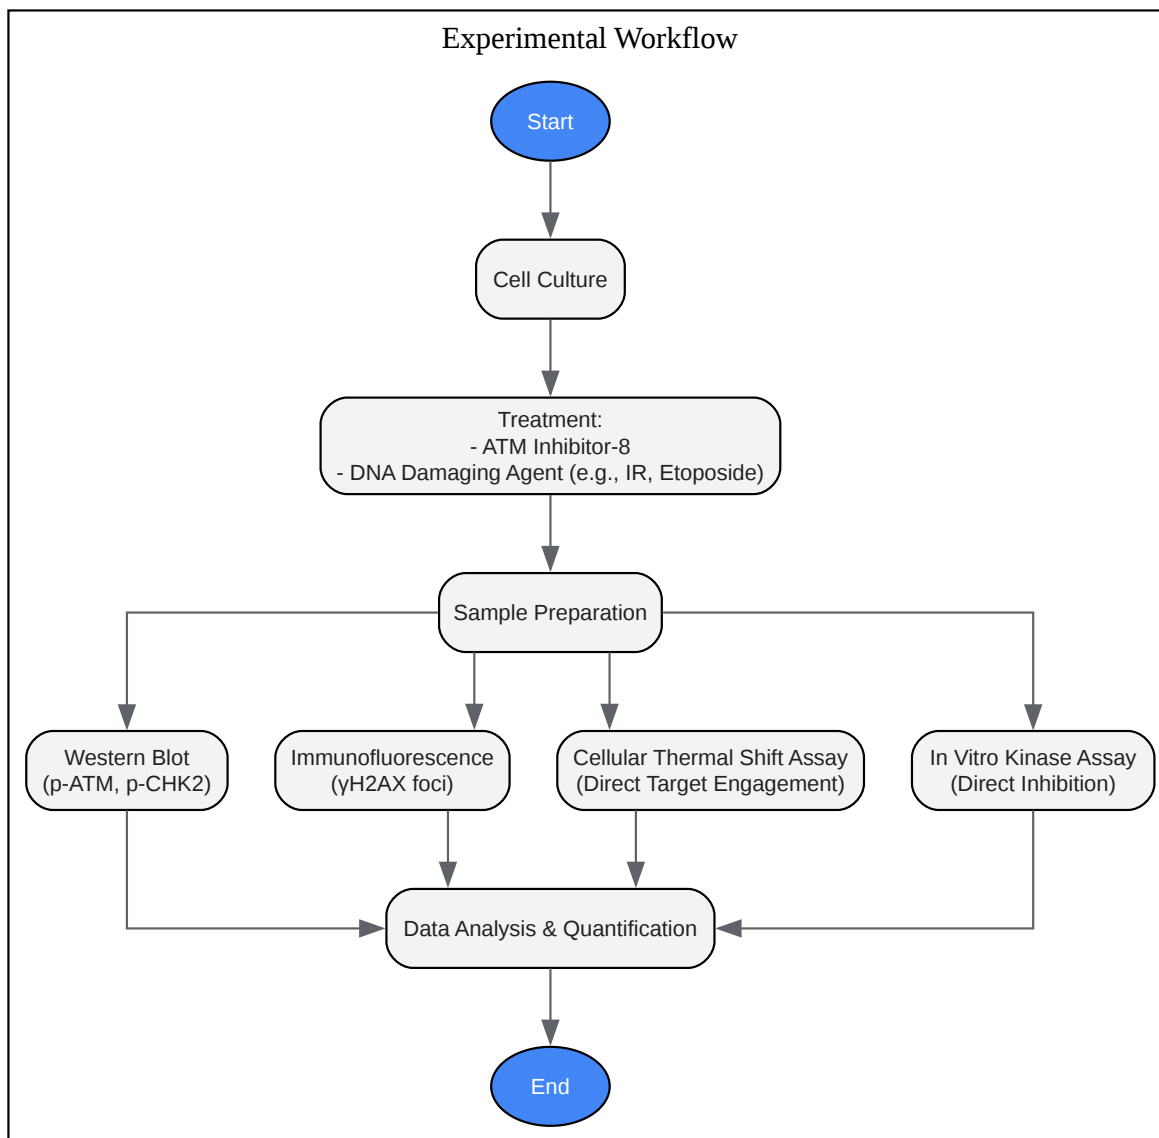 Experimental Workflow
Start
Cell Culture
Treatment:
- ATM Inhibitor-8
- DNA Damaging Agent (e.g., IR, Etoposide)
Sample Preparation
Western Blot
(p-ATM, p-CHK2)
Immunofluorescence
(γH2AX foci)
Cellular Thermal Shift Assay
(Direct Target Engagement)
In Vitro Kinase Assay
(Direct Inhibition)
Data Analysis & Quantification
End